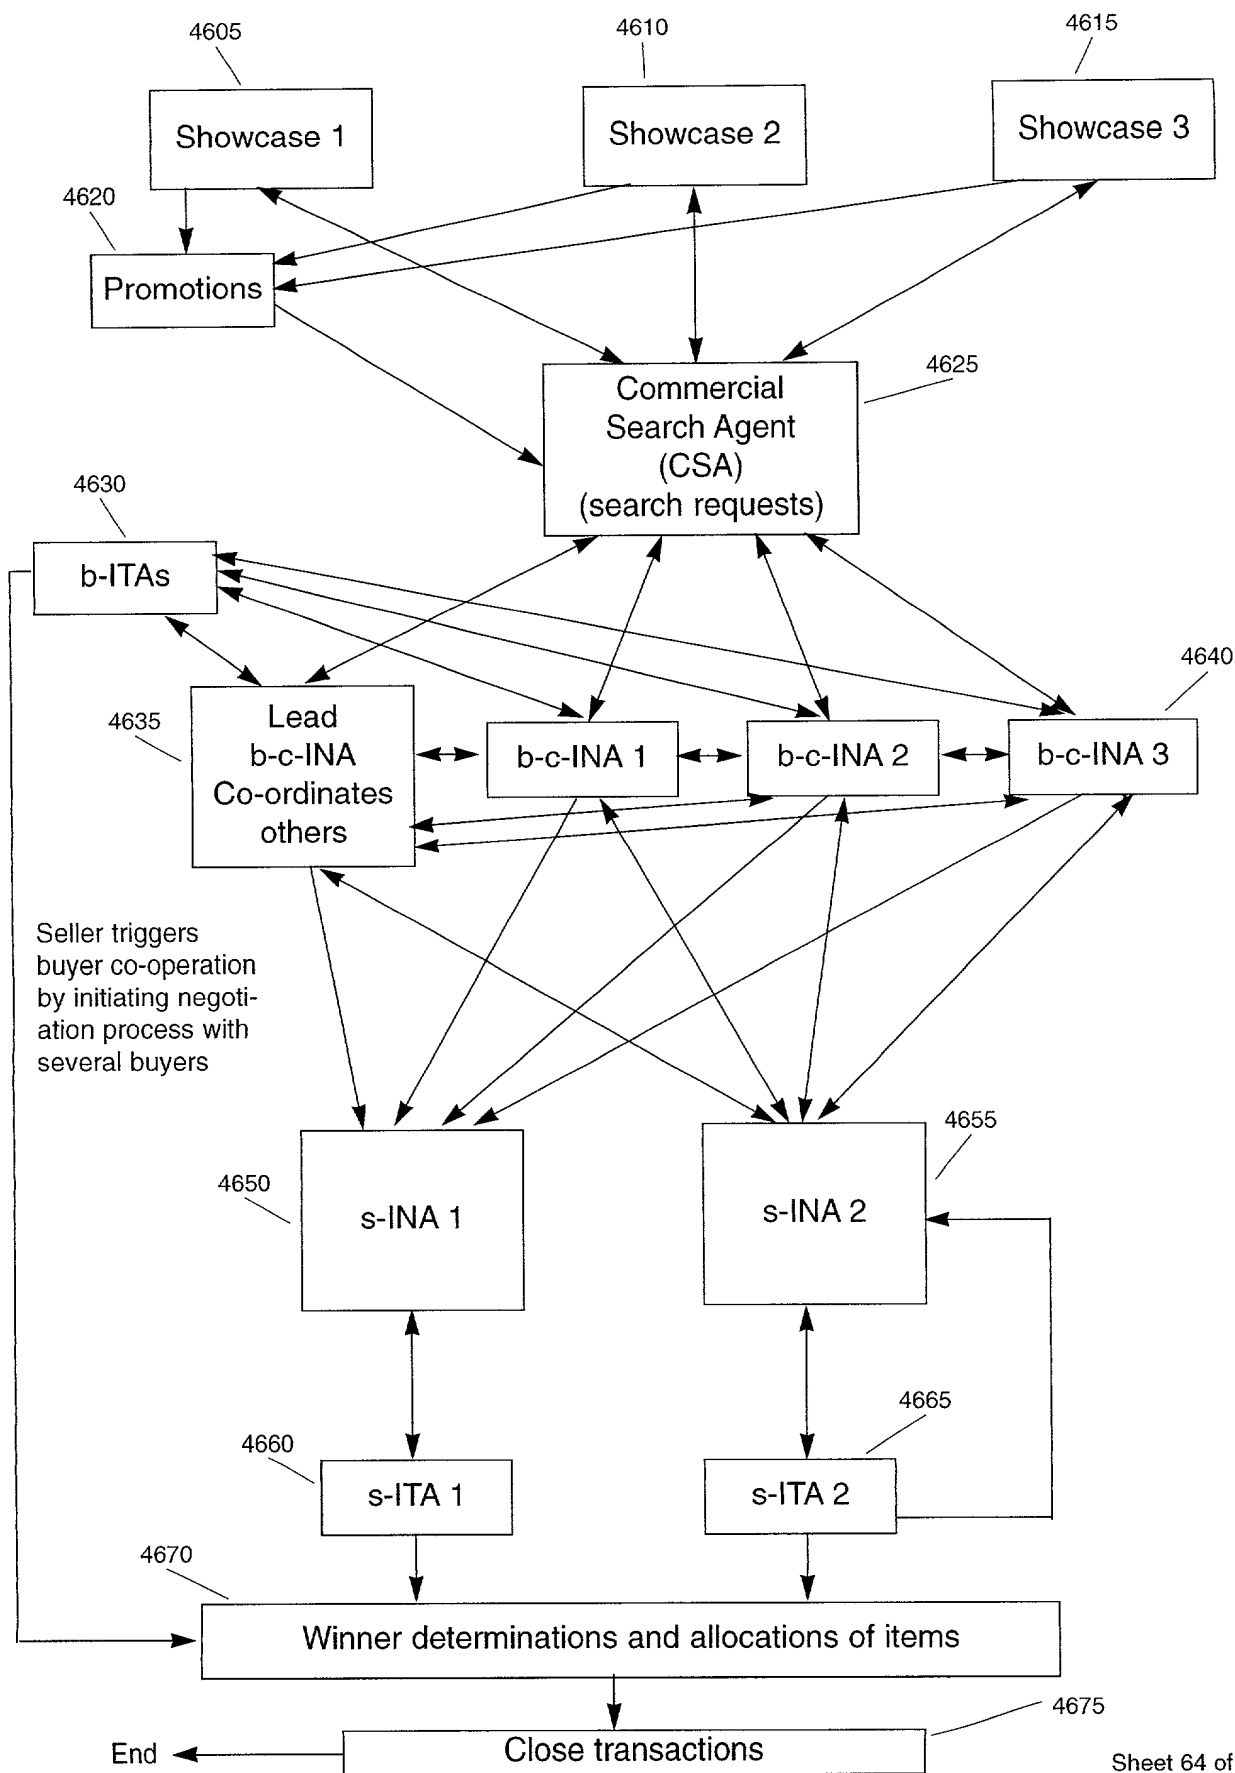 4605
4610
4615
Showcase 1
Showcase 2
Showcase 3
4620
Promotions
4625
Commercial
Search Agent
(CSA)
(search requests)
4630
b-ITAs
4640
4635
Lead
b-c-INA
Co-ordinates
others
b-c-INA 1
b-c-INA 2
b-c-INA 3
Seller triggers
buyer co-operation
by initiating negoti-
ation process with
several buyers
4655
4650
s-INA 1
s-INA 2
4665
4660
s-ITA 1
s-ITA 2
4670
Winner determinations and allocations of items
4675
End
Close transactions
Sheet 64 of